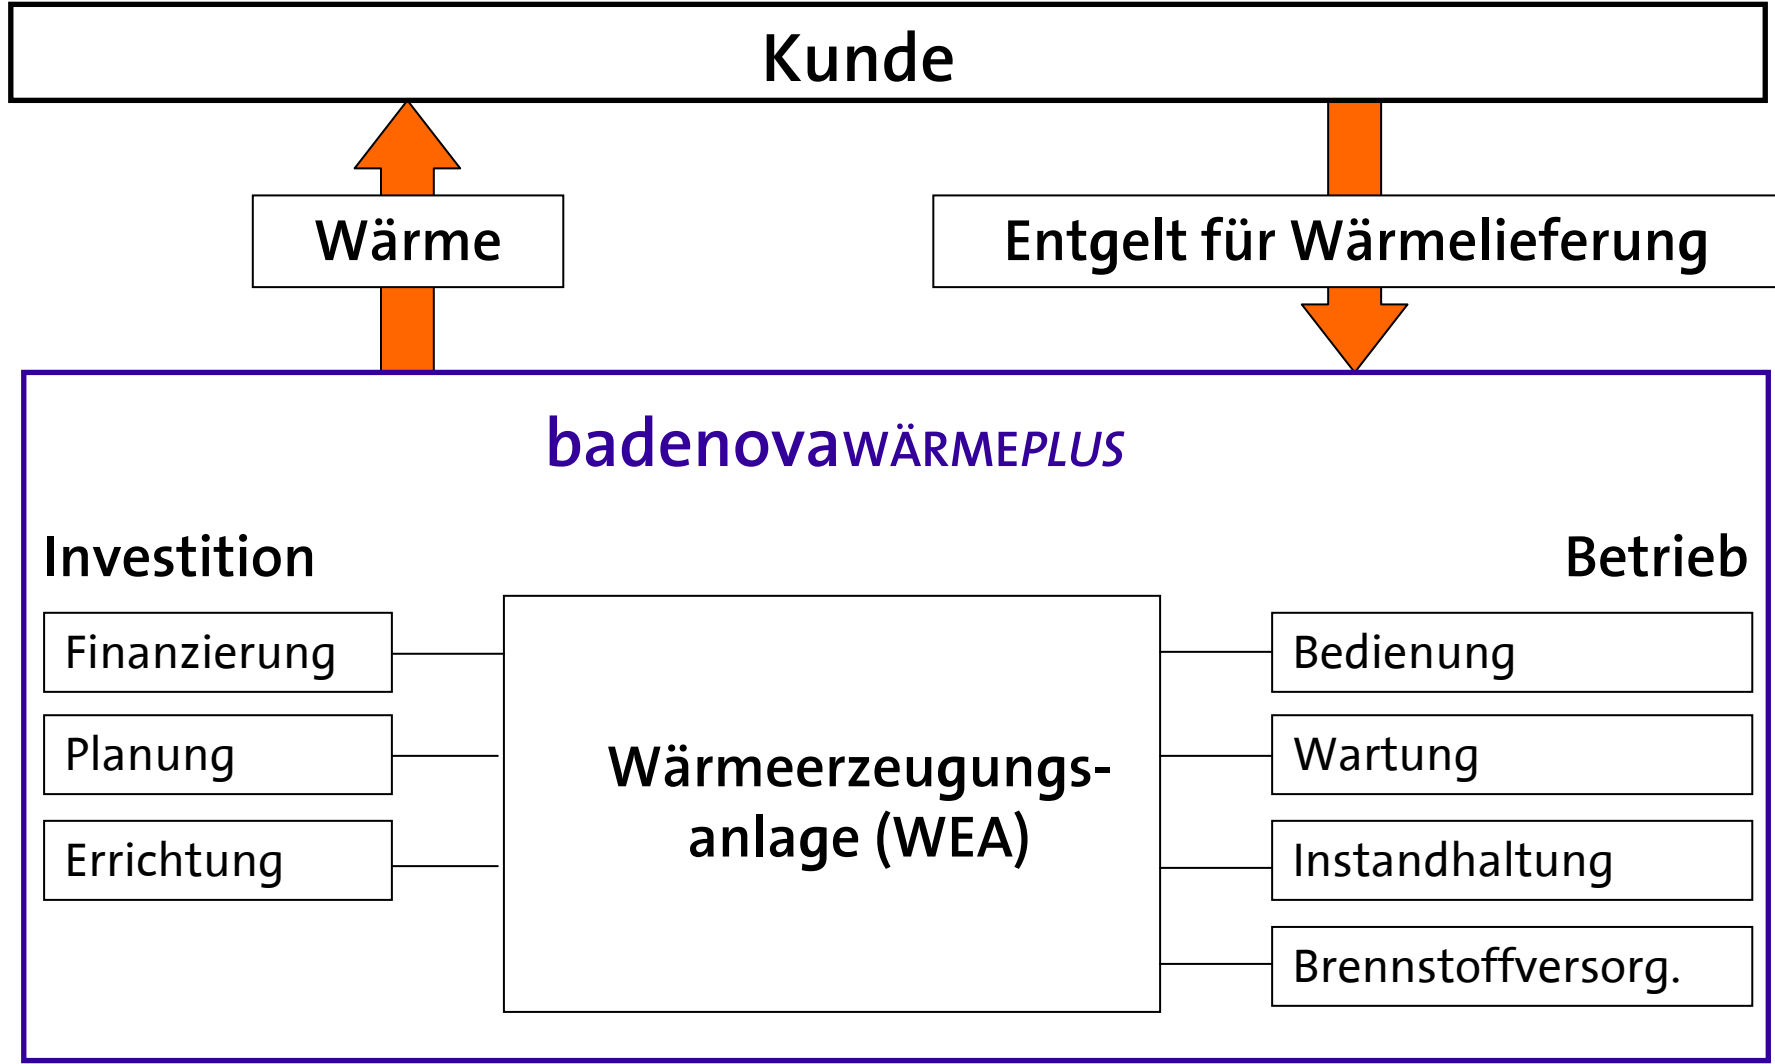 Kunde
Wärme
Entgelt für Wärmelieferung
badenovaWÄRMEPLUS
Investition
Betrieb
Finanzierung
Planung
Errichtung
Wärmeerzeugungs-
anlage (WEA)
Bedienung
Wartung
Instandhaltung
Brennstoffversorg.